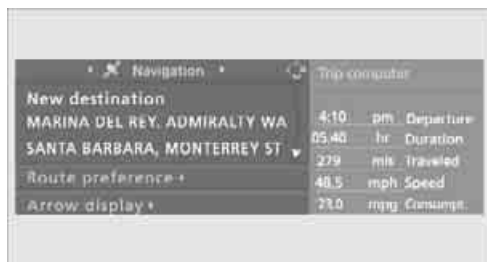 Navigation
New destination
MARINA DEL REY, ADMIRALTY WA
SANTA BARBARA, MONTERREY ST
Route preference
Arrow display
Trip computer
4:10 pm Departure
05.40 hr Duration
279 mls Traveled
48.5 mph Speed
23.0 mpg Consumpt.